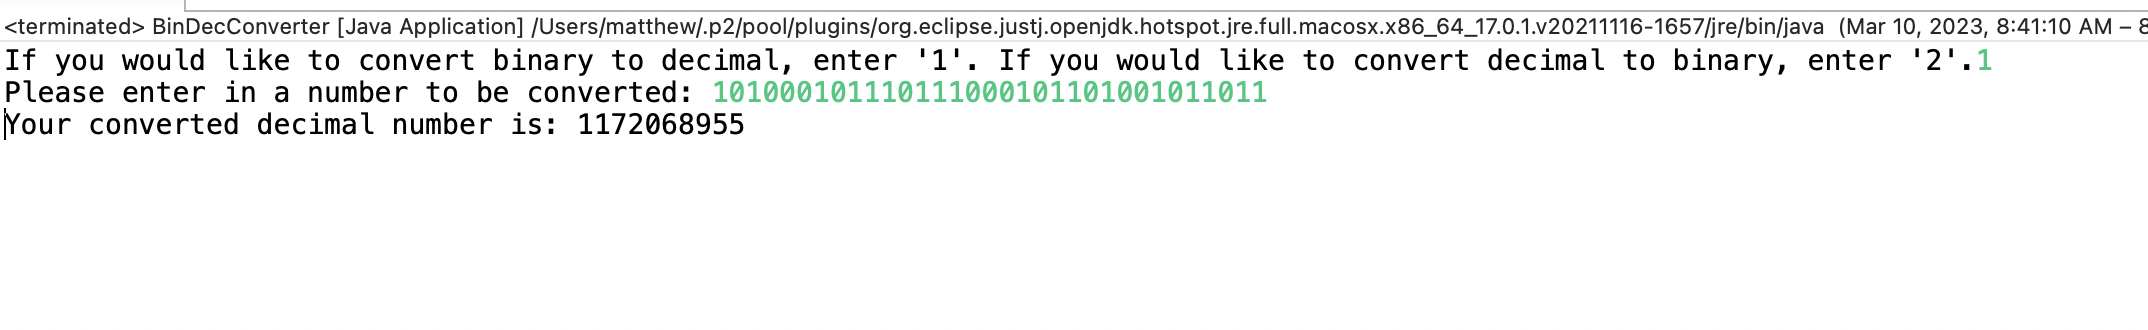 <terminated> BinDecConverter [Java Application] /Users/matthew/.p2/pool/plugins/org.eclipse.justj.openjdk.hotspot.jre.full.macosx.x86_64_17.0.1.v20211116-1657/jre/bin/java (Mar 10, 2023, 8:41:10 AM – 8
If you would like to convert binary to decimal, enter '1'. If you would like to convert decimal to binary, enter '2'.1
Please enter in a number to be converted: 101000101110111000101101001011011
Your converted decimal number is: 1172068955